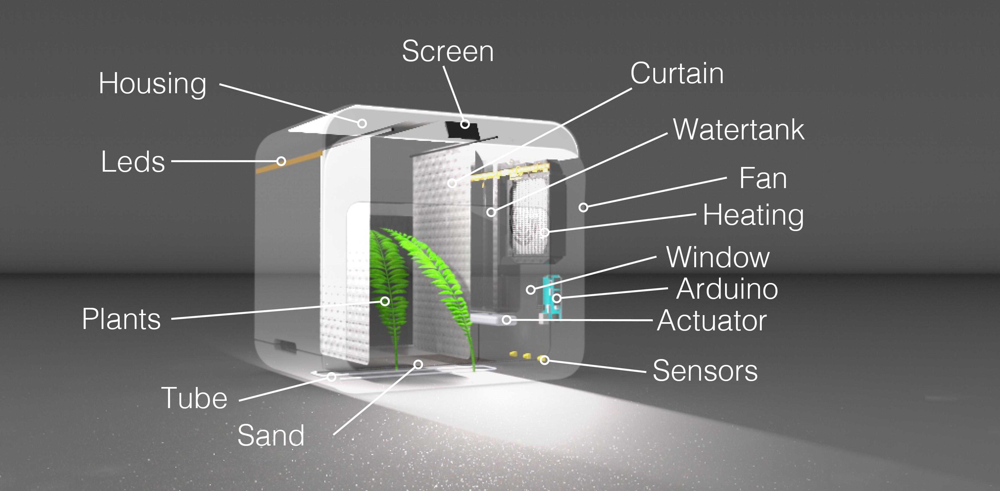 Screen
Curtain
Housing
Watertank
Leds
Fan
Heating
Window
Arduino
Plants
Actuator
Sensors
Tube
Sand